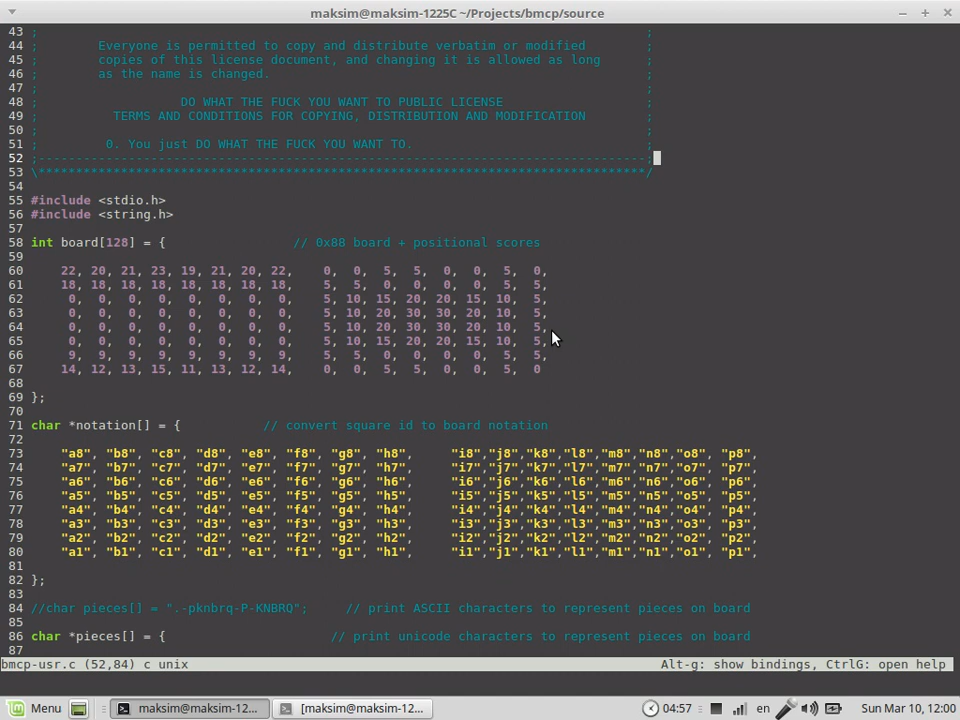 maksim@maksim-1225C ~/Projects/bmcp/source
43 ; ;
44 ; Everyone is permitted to copy and distribute verbatim or modified ;
45 ; copies of this license document, and changing it is allowed as long ;
46 ; as the name is changed. ;
47 ; ;
48 ; DO WHAT THE FUCK YOU WANT TO PUBLIC LICENSE ;
49 ; TERMS AND CONDITIONS FOR COPYING, DISTRIBUTION AND MODIFICATION ;
50 ; ;
51 ; 0. You just DO WHAT THE FUCK YOU WANT TO. ;
52 ;---------------------------------------------------------------------------------;
53 \*********************************************************************************/
54
55 #include <stdio.h>
56 #include <string.h>
57
58 int board[128] = { // 0x88 board + positional scores
59
60 22, 20, 21, 23, 19, 21, 20, 22, 0, 0, 5, 5, 0, 0, 5, 0,
61 18, 18, 18, 18, 18, 18, 18, 18, 5, 5, 0, 0, 0, 0, 5, 5,
62 0, 0, 0, 0, 0, 0, 0, 0, 5, 10, 15, 20, 20, 15, 10, 5,
63 0, 0, 0, 0, 0, 0, 0, 0, 5, 10, 20, 30, 30, 20, 10, 5,
64 0, 0, 0, 0, 0, 0, 0, 0, 5, 10, 20, 30, 30, 20, 10, 5,
65 0, 0, 0, 0, 0, 0, 0, 0, 5, 10, 15, 20, 20, 15, 10, 5,
66 9, 9, 9, 9, 9, 9, 9, 9, 5, 5, 0, 0, 0, 0, 5, 5,
67 14, 12, 13, 15, 11, 13, 12, 14, 0, 0, 5, 5, 0, 0, 5, 0
68
69 };
70
71 char *notation[] = { // convert square id to board notation
72
73 "a8", "b8", "c8", "d8", "e8", "f8", "g8", "h8", "i8","j8","k8","l8","m8","n8","o8", "p8",
74 "a7", "b7", "c7", "d7", "e7", "f7", "g7", "h7", "i7","j7","k7","l7","m7","n7","o7", "p7",
75 "a6", "b6", "c6", "d6", "e6", "f6", "g6", "h6", "i6","j6","k6","l6","m6","n6","o6", "p6",
76 "a5", "b5", "c5", "d5", "e5", "f5", "g5", "h5", "i5","j5","k5","l5","m5","n5","o5", "p5",
77 "a4", "b4", "c4", "d4", "e4", "f4", "g4", "h4", "i4","j4","k4","l4","m4","n4","o4", "p4",
78 "a3", "b3", "c3", "d3", "e3", "f3", "g3", "h3", "i3","j3","k3","l3","m3","n3","o3", "p3",
79 "a2", "b2", "c2", "d2", "e2", "f2", "g2", "h2", "i2","j2","k2","l2","m2","n2","o2", "p2",
80 "a1", "b1", "c1", "d1", "e1", "f1", "g1", "h1", "i1","j1","k1","l1","m1","n1","o1", "p1",
81
82 };
83
84 //char pieces[] = ".-pknbrq-P-KNBRQ"; // print ASCII characters to represent pieces on board
85
86 char *pieces[] = { // print unicode characters to represent pieces on board
87
bmcp-usr.c (52,84) c unix Alt-g: show bindings, CtrlG: open help
Menu maksim@maksim-12... [maksim@maksim-12... 04:57 en Sun Mar 10, 12:00